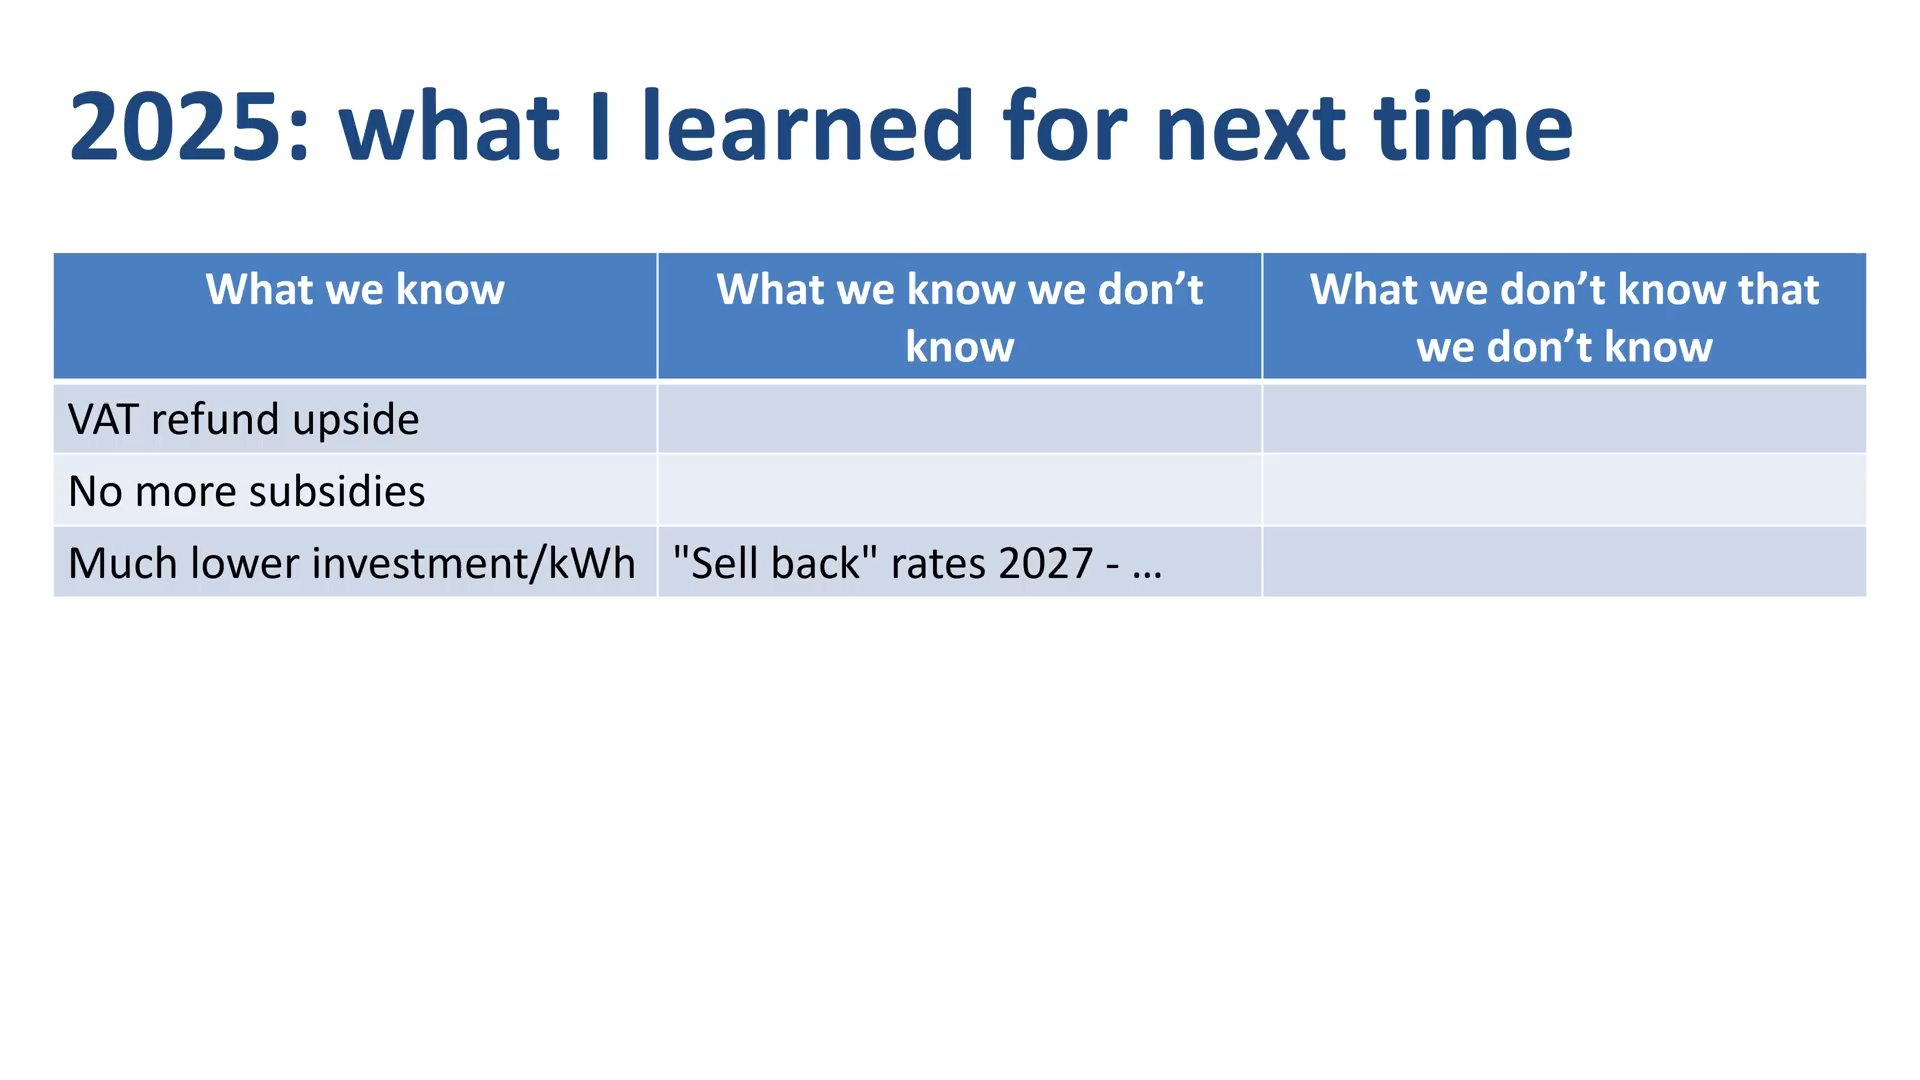 2025: what I learned for next time
What we know
What we know we don’t
know
What we don’t know that
we don’t know
VAT refund upside
No more subsidies
Much lower investment/kWh
"Sell back" rates 2027 - ...